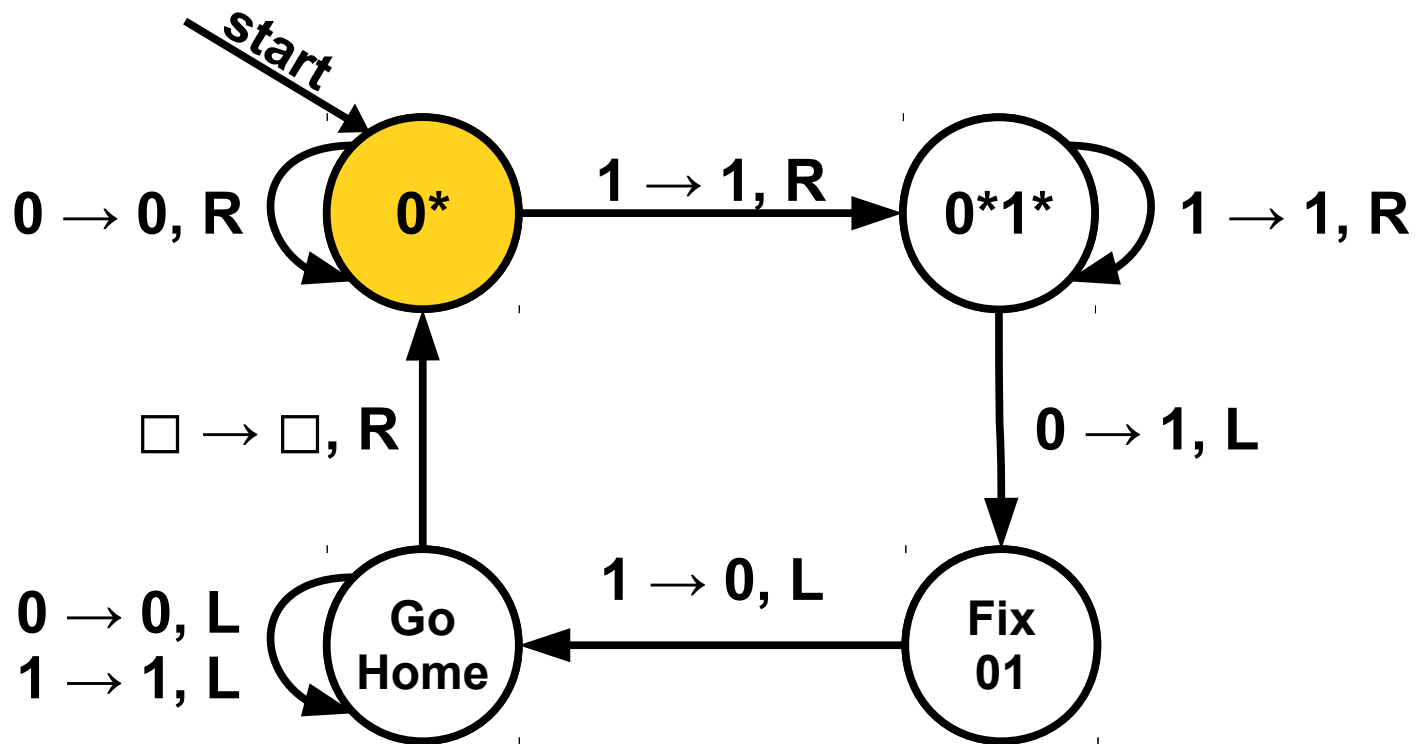 start
0 → 0, R
0*
1 → 1, R
0*1*
1 → 1, R
□ → □, R
0 → 1, L
0 → 0, L
1 → 1, L
Go
Home
1 → 0, L
Fix
01